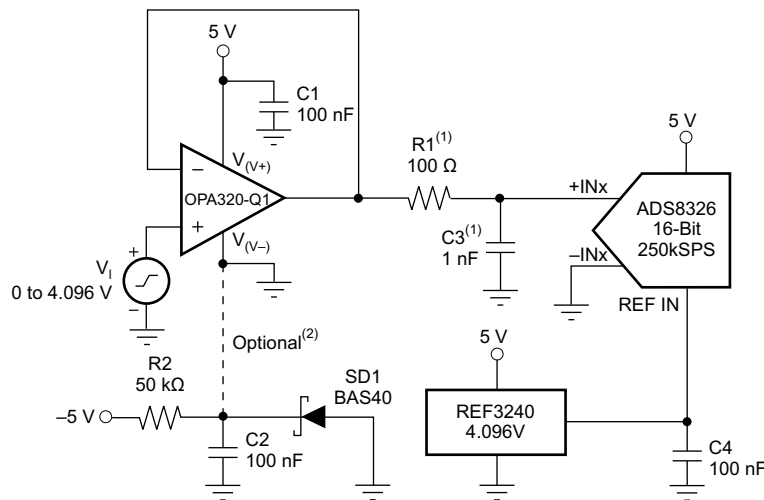 5 V
C1
100 nF
V(V+)
−
OPA320-Q1
+
V(V–)
+
VI
0 to 4.096 V
−
R1(1)
100 Ω
C3(1)
1 nF
5 V
+INx
ADS8326
16-Bit
250kSPS
–INx
REF IN
Optional(2)
R2
50 kΩ
–5 V
C2
100 nF
SD1
BAS40
5 V
REF3240
4.096V
C4
100 nF